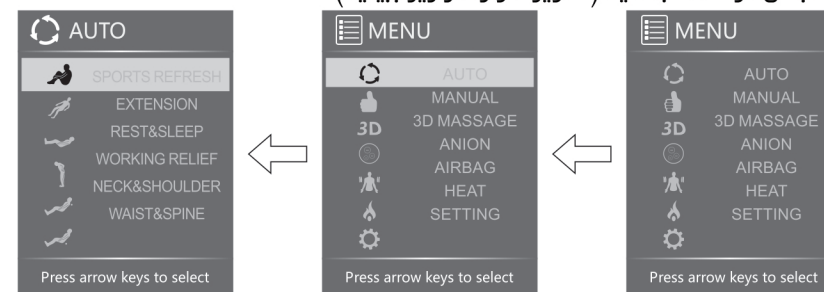 AUTO
SPORTS REFRESH
EXTENSION
REST&SLEEP
WORKING RELIEF
NECK&SHOULDER
WAIST&SPINE
Press arrow keys to select
MENU
AUTO
MANUAL
3D 3D MASSAGE
ANION
AIRBAG
HEAT
SETTING
Press arrow keys to select
MENU
AUTO
MANUAL
3D 3D MASSAGE
ANION
AIRBAG
HEAT
SETTING
Press arrow keys to select